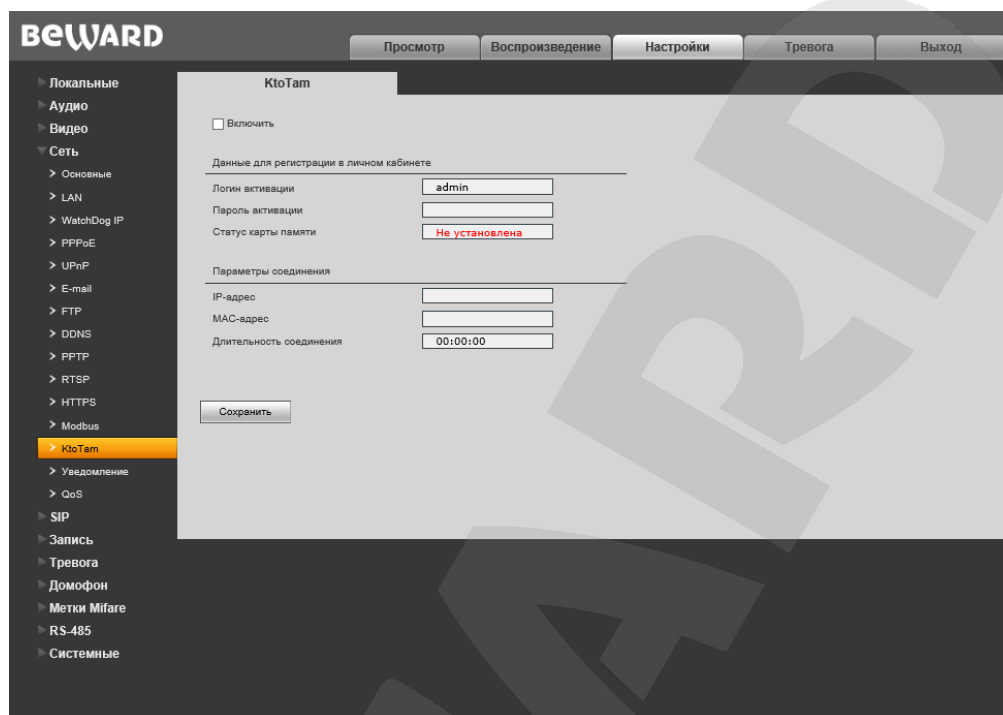 BEWARD
Просмотр
Воспроизведение
Настройки
Тревога
Выход
Локальные
Аудио
Видео
Сеть
Основные
LAN
WatchDog IP
PPPoE
UPnP
E-mail
FTP
DDNS
PPTP
RTSP
HTTPS
Modbus
KtoTam
Уведомление
QoS
SIP
Запись
Тревога
Домофон
Метки Mifare
RS-485
Системные
KtoTam
Включить
Данные для регистрации в личном кабинете
Логин активации admin
Пароль активации
Статус карты памяти Не установлена
Параметры соединения
IP-адрес
MAC-адрес
Длительность соединения 00:00:00
Сохранить